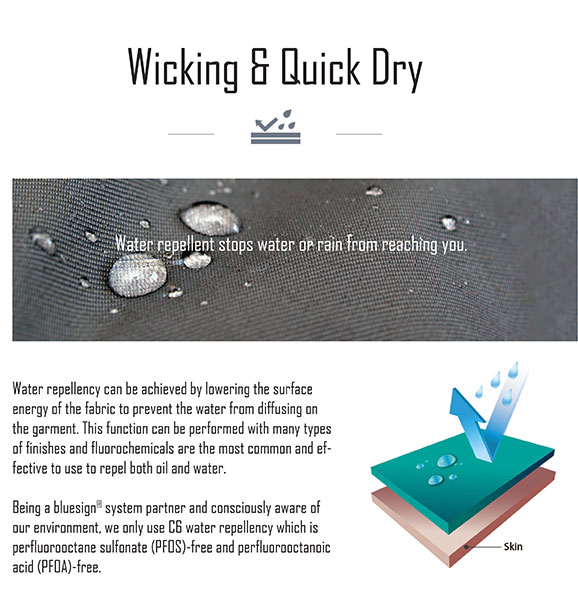 Wicking & Quick Dry
Water repellent stops water or rain from reaching you.
Water repellency can be achieved by lowering the surface
energy of the fabric to prevent the water from diffusing on
the garment. This function can be performed with many types
of finishes and fluorochemicals are the most common and ef-
fective to use to repel both oil and water.
Being a bluesign® system partner and consciously aware of
our environment, we only use C6 water repellency which is
perfluorooctane sulfonate (PFOS)-free and perfluorooctanoic
acid (PFOA)-free.
Skin